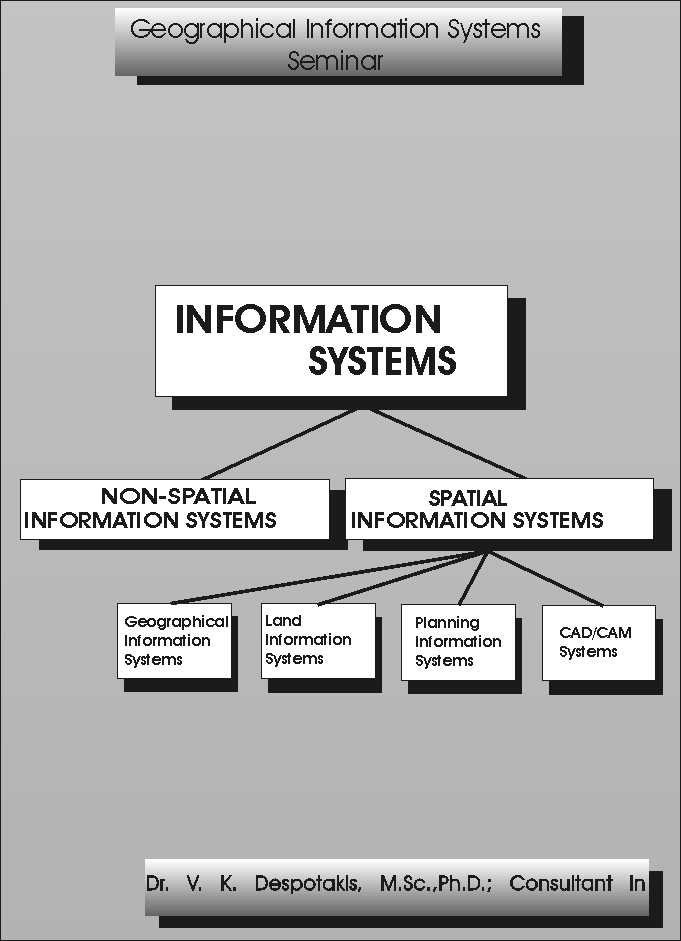 Geographical Information Systems
Seminar
INFORMATION
SYSTEMS
NON-SPATIAL
INFORMATION SYSTEMS
SPATIAL
INFORMATION SYSTEMS
Geographical
Information
Systems
Land
Information
Systems
Planning
Information
Systems
CAD/CAM
Systems
Dr. V. K. Despotakis, M.Sc.,Ph.D.; Consultant in